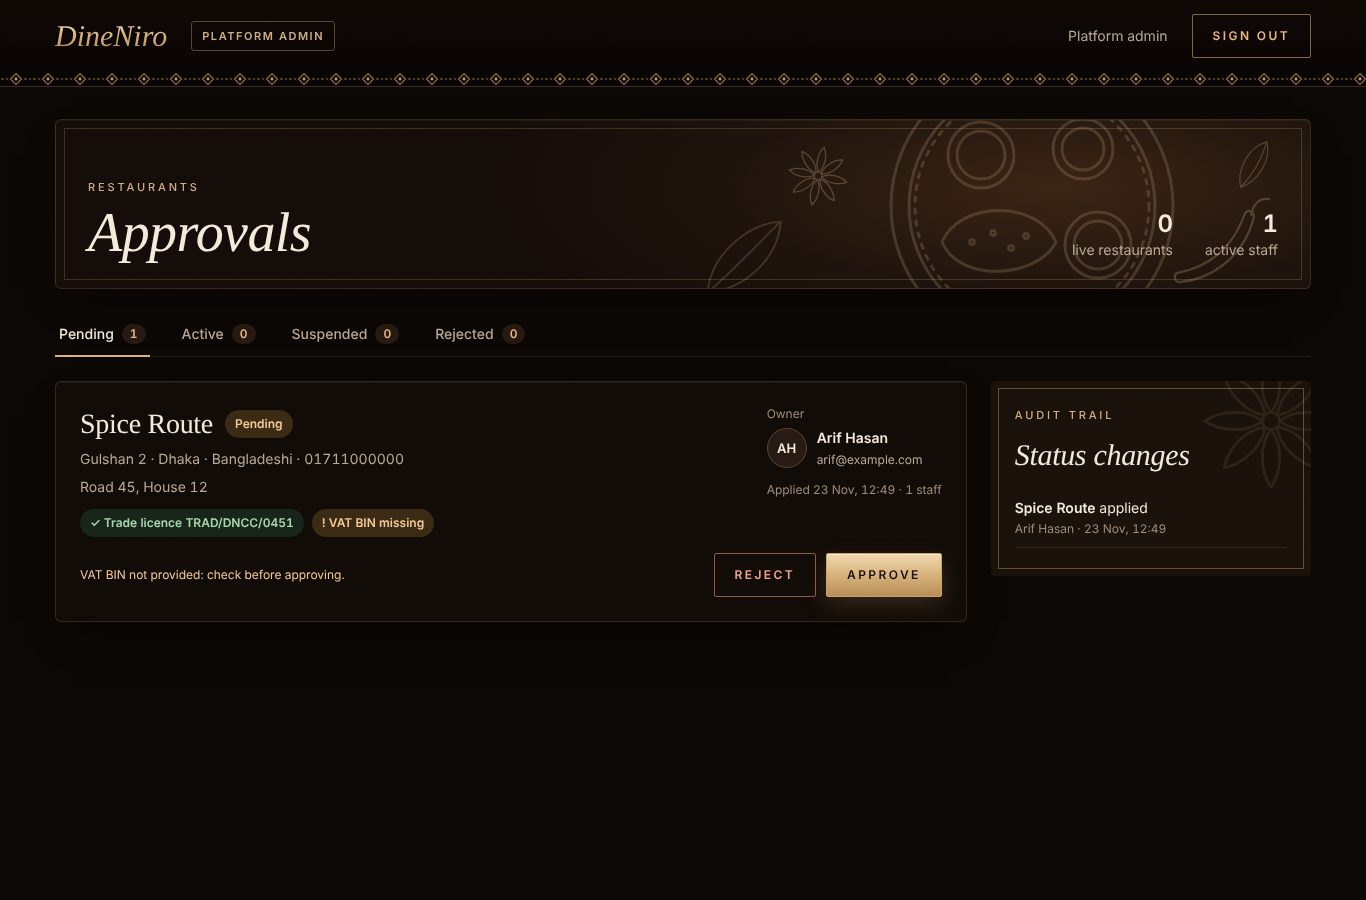 DineNiro
PLATFORM ADMIN
Platform admin
SIGN OUT
RESTAURANTS
Approvals
0
live restaurants
1
active staff
Pending 1
Active 0
Suspended 0
Rejected 0
Spice Route
Pending
Gulshan 2 · Dhaka · Bangladeshi · 01711000000
Road 45, House 12
✓ Trade licence TRAD/DNCC/0451
! VAT BIN missing
Owner
AH
Arif Hasan
arif@example.com
Applied 23 Nov, 12:49 · 1 staff
VAT BIN not provided: check before approving.
REJECT
APPROVE
AUDIT TRAIL
Status changes
Spice Route applied
Arif Hasan · 23 Nov, 12:49